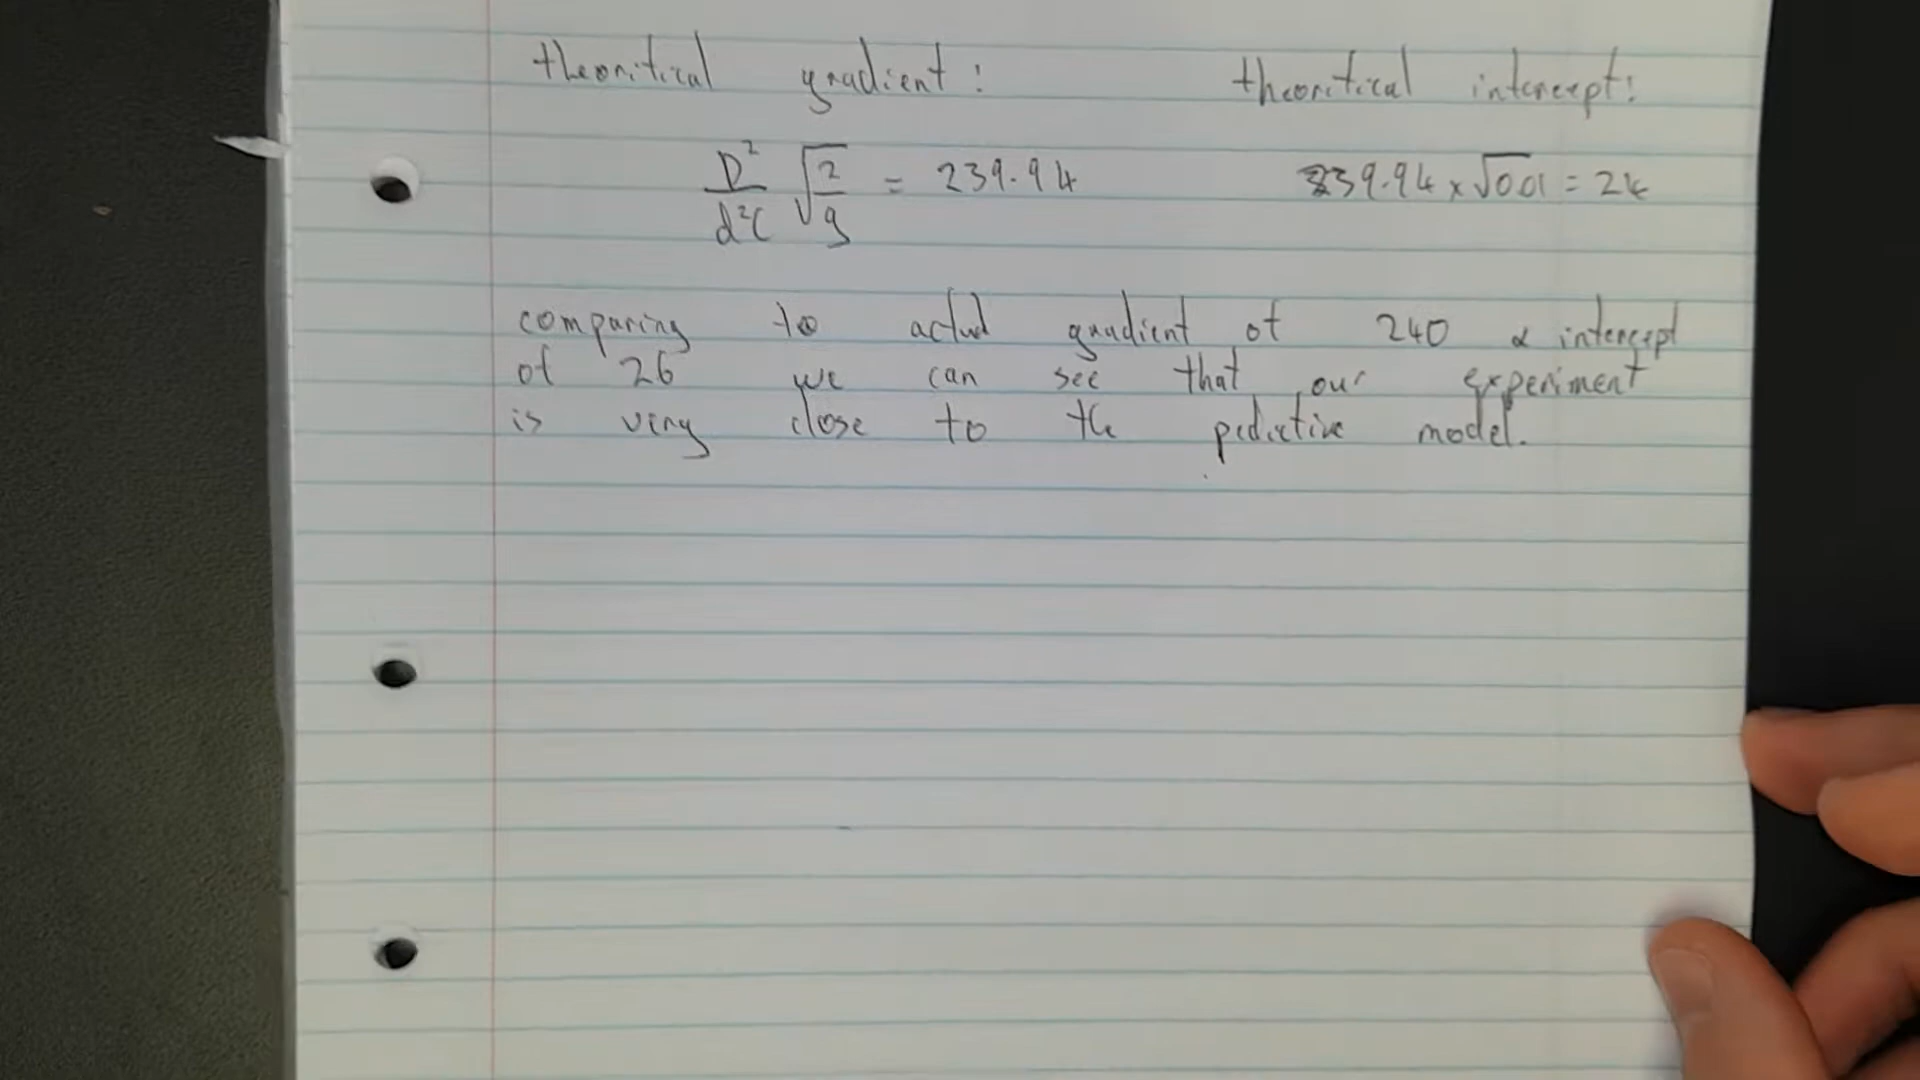 theoritical gradient: theoritical intercept:
D²/d²C √2/g = 239.94 239.94 x √0.01 = 24
comparing to actual gradient of 240 & intercept
of 26 we can see that our experiment
is very close to the pedictive model.